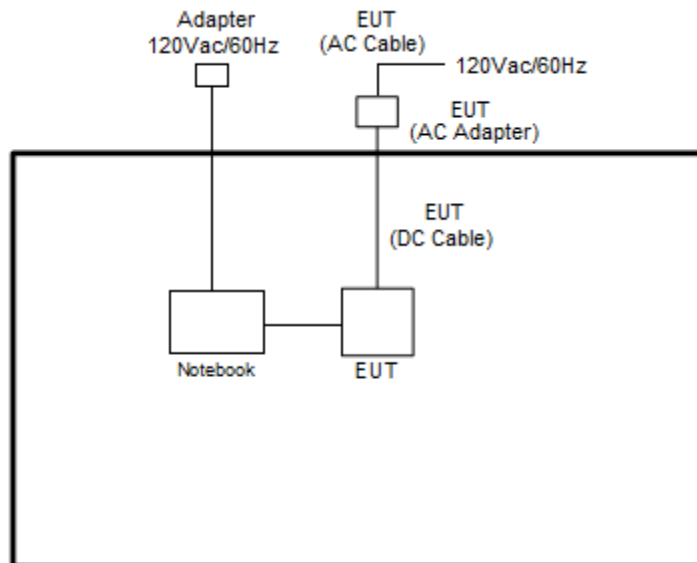 Adapter
120Vac/60Hz
EUT
(AC Cable)
120Vac/60Hz
EUT
(AC Adapter)
EUT
(DC Cable)
Notebook
EUT